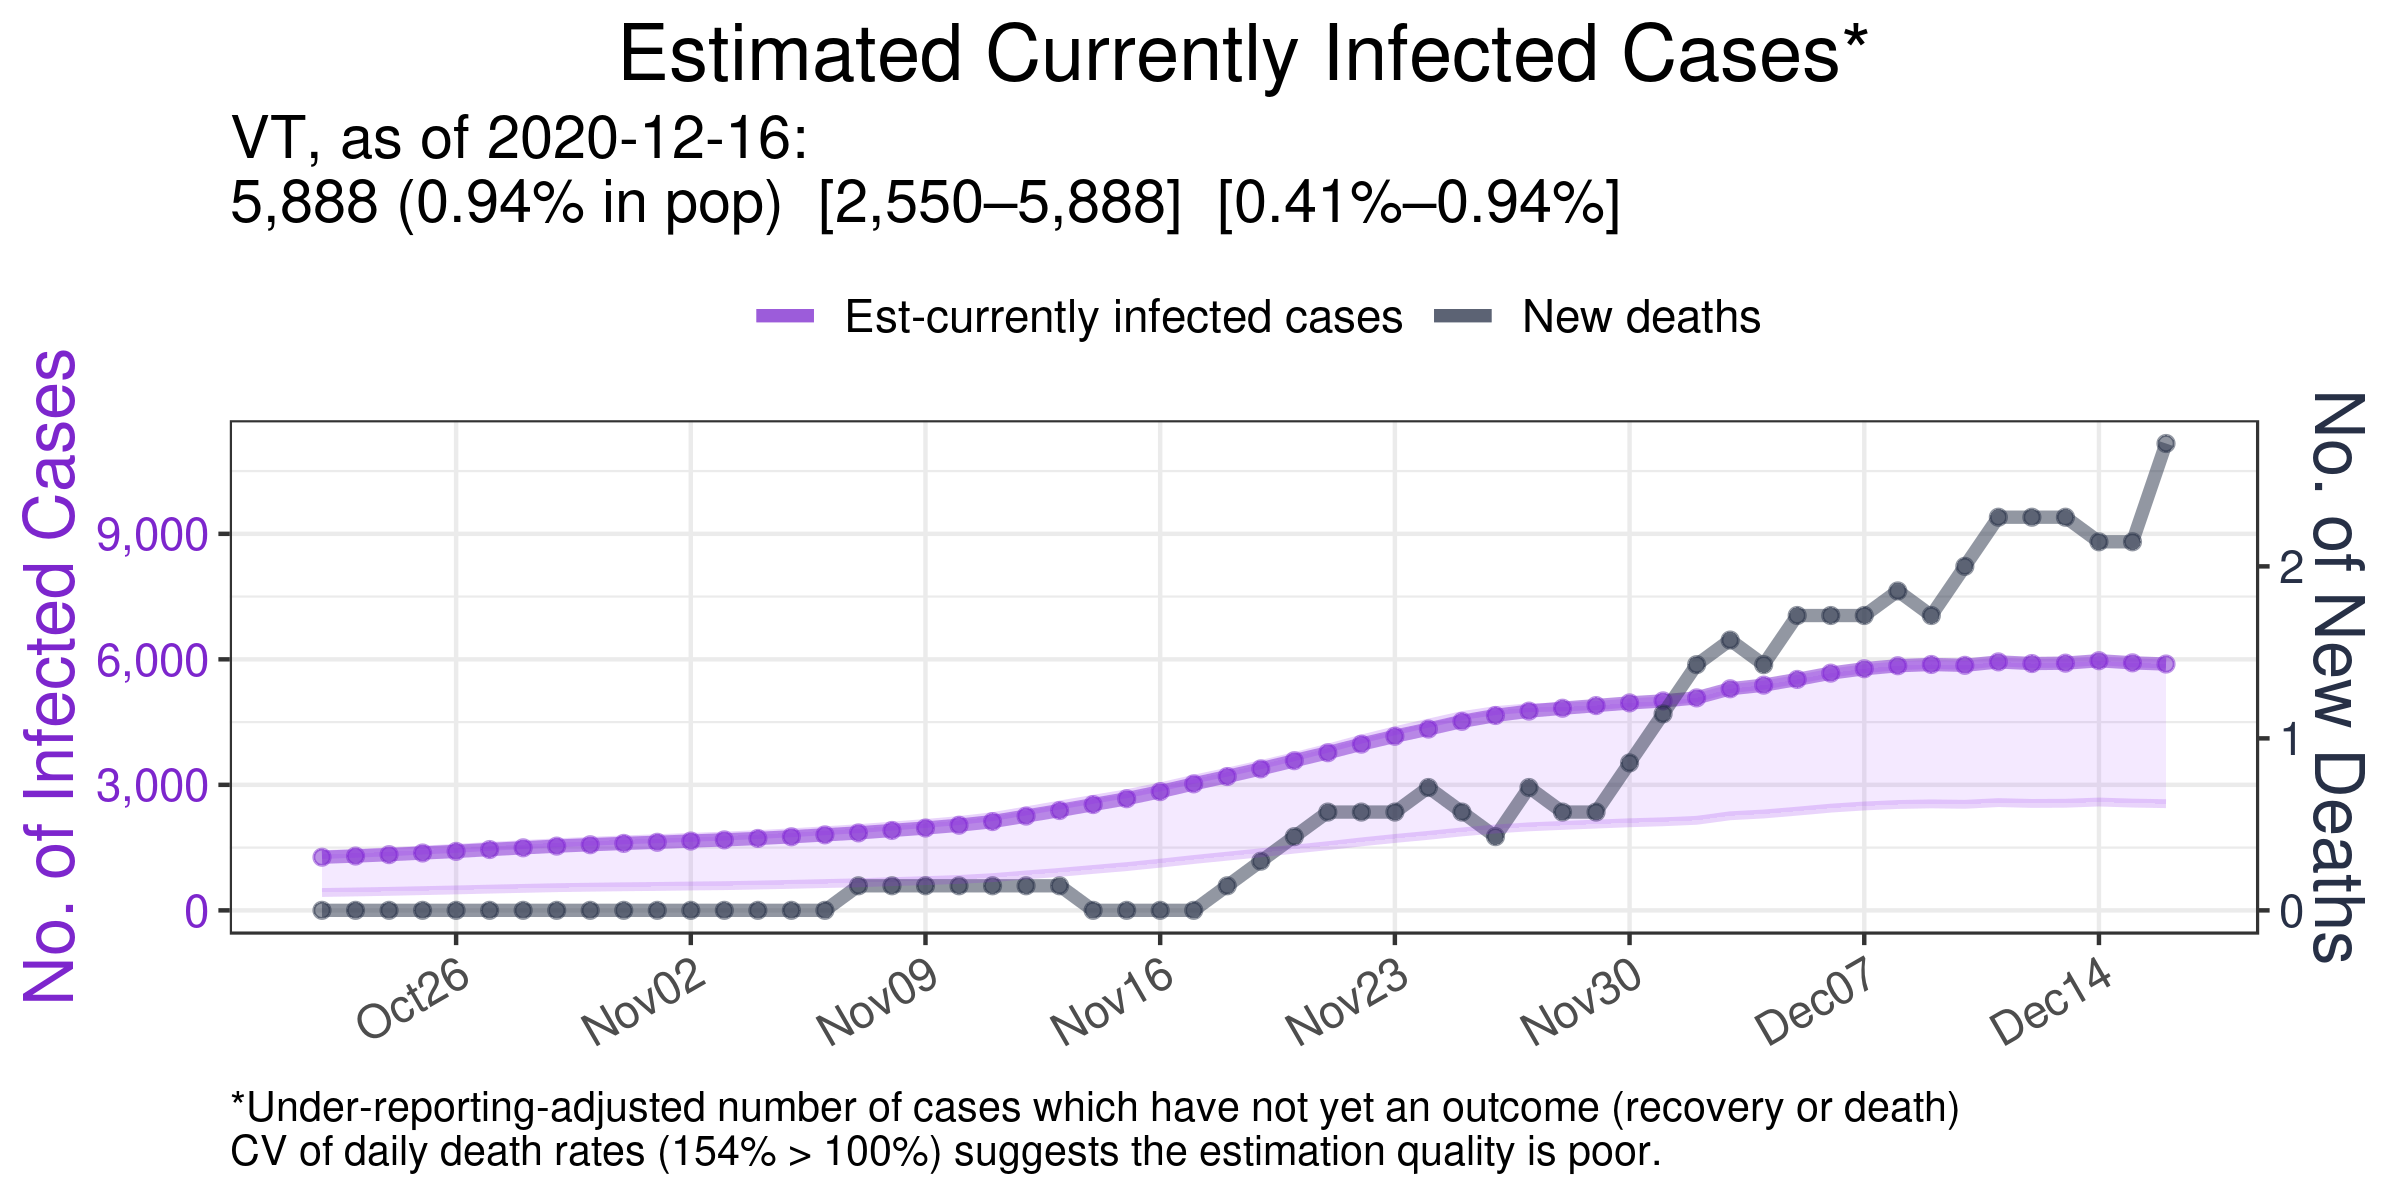 Estimated Currently Infected Cases*
VT, as of 2020-12-16:
5,888 (0.94% in pop)  [2,550–5,888]  [0.41%–0.94%]
Est-currently infected cases
New deaths
No. of Infected Cases
9,000
6,000
3,000
0
No. of New Deaths
2
1
0
Oct26
Nov02
Nov09
Nov16
Nov23
Nov30
Dec07
Dec14
*Under-reporting-adjusted number of cases which have not yet an outcome (recovery or death)
CV of daily death rates (154% > 100%) suggests the estimation quality is poor.